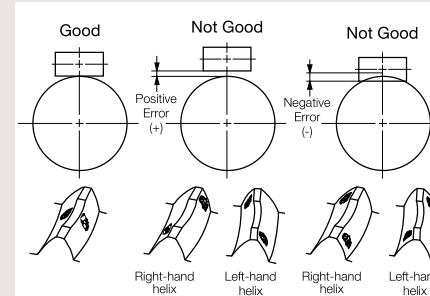 Good
Not Good
Not Good
Positive
Error
(+)
Negative
Error
(-)
Right-hand
helix
Left-hand
helix
Right-hand
helix
Left-han
helix